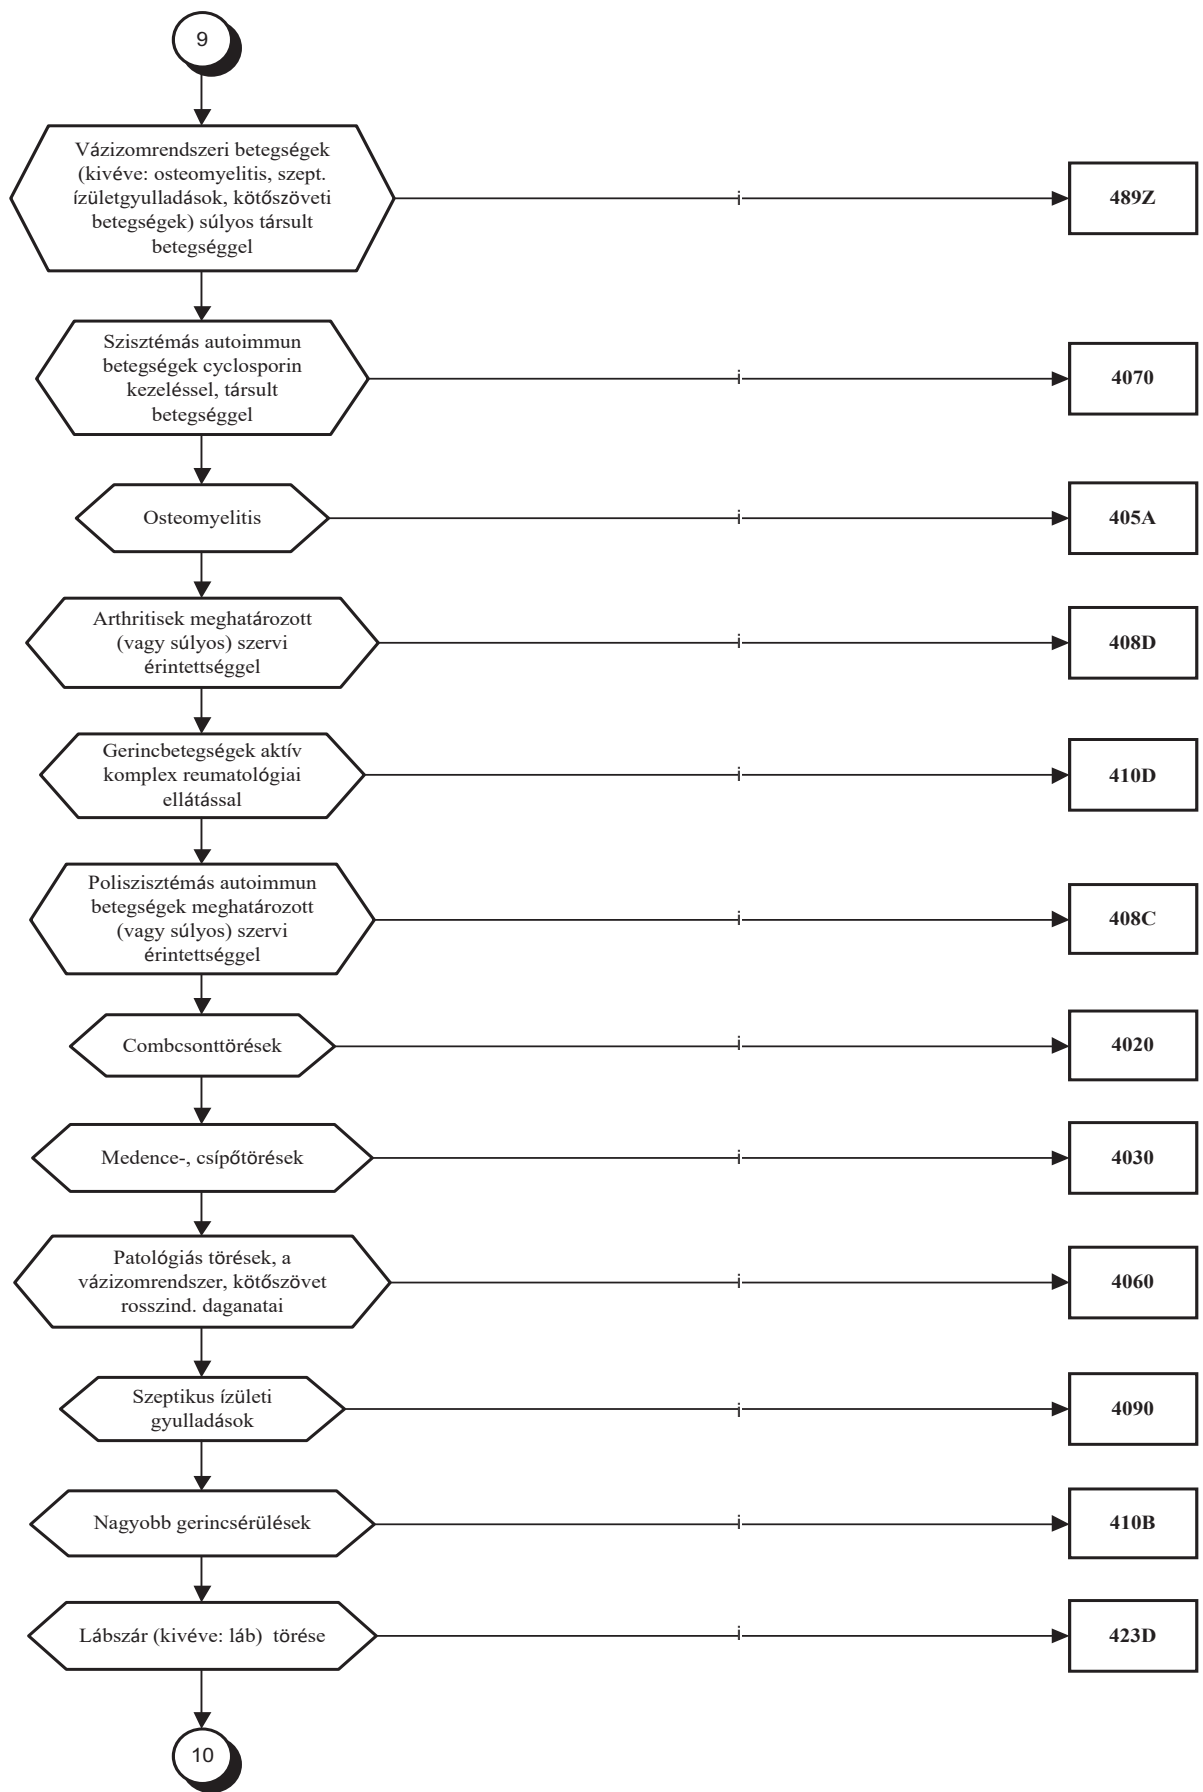 9
Vázizomrendszeri betegségek
(kivéve: osteomyelitis, szept.
ízületgyulladások, kötőszöveti
betegségek) súlyos társult
betegséggel
i
489Z
Szisztémás autoimmun
betegségek cyclosporin
kezeléssel, társult
betegséggel
i
4070
Osteomyelitis
i
405A
Arthritisek meghatározott
(vagy súlyos) szervi
érintettséggel
i
408D
Gerincbetegségek aktív
komplex reumatológiai
ellátással
i
410D
Poliszisztémás autoimmun
betegségek meghatározott
(vagy súlyos) szervi
érintettséggel
i
408C
Combcsonttörések
i
4020
Medence-, csípőtörések
i
4030
Patológiás törések, a
vázizomrendszer, kötőszövet
rosszind. daganatai
i
4060
Szeptikus ízületi
gyulladások
i
4090
Nagyobb gerincsérülések
i
410B
Lábszár (kivéve: láb) törése
i
423D
10